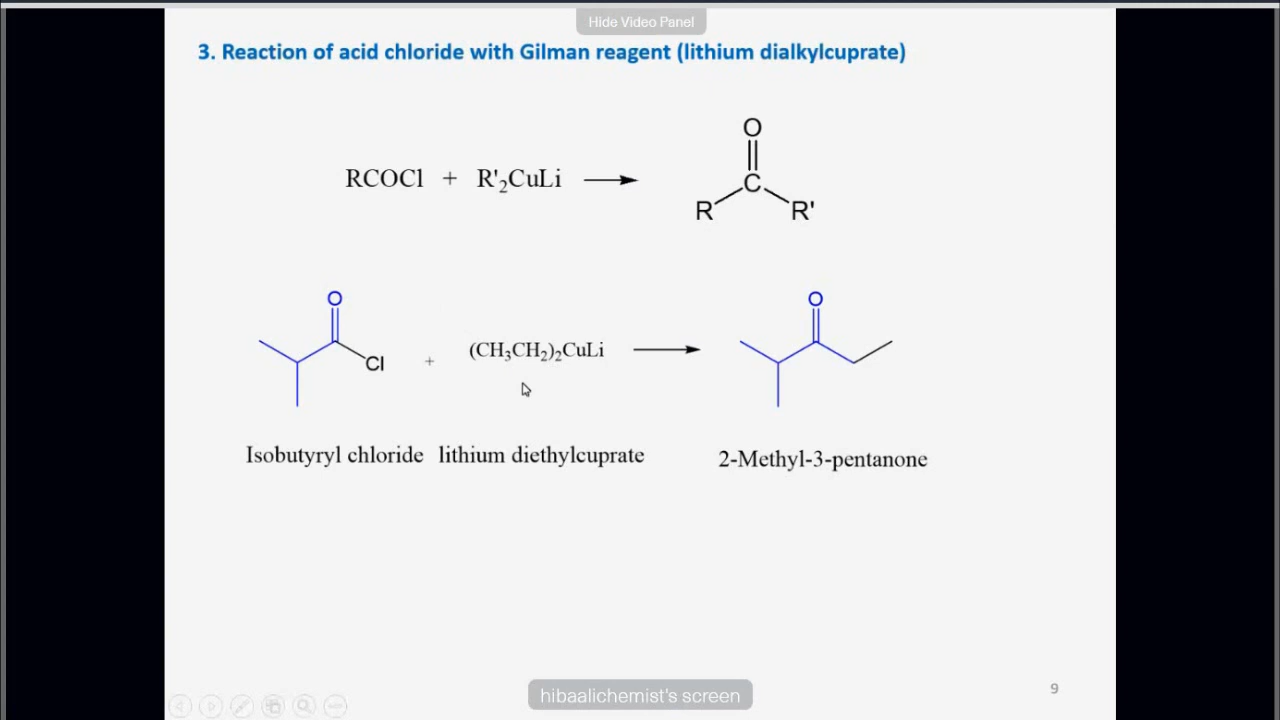 Hide Video Panel
3. Reaction of acid chloride with Gilman reagent (lithium dialkylcuprate)
O
RCOCl + R'₂CuLi
C
R R'
O O
(CH₃CH₂)₂CuLi
Cl +
Isobutyryl chloride lithium diethylcuprate 2-Methyl-3-pentanone
9
hibaalichemist's screen